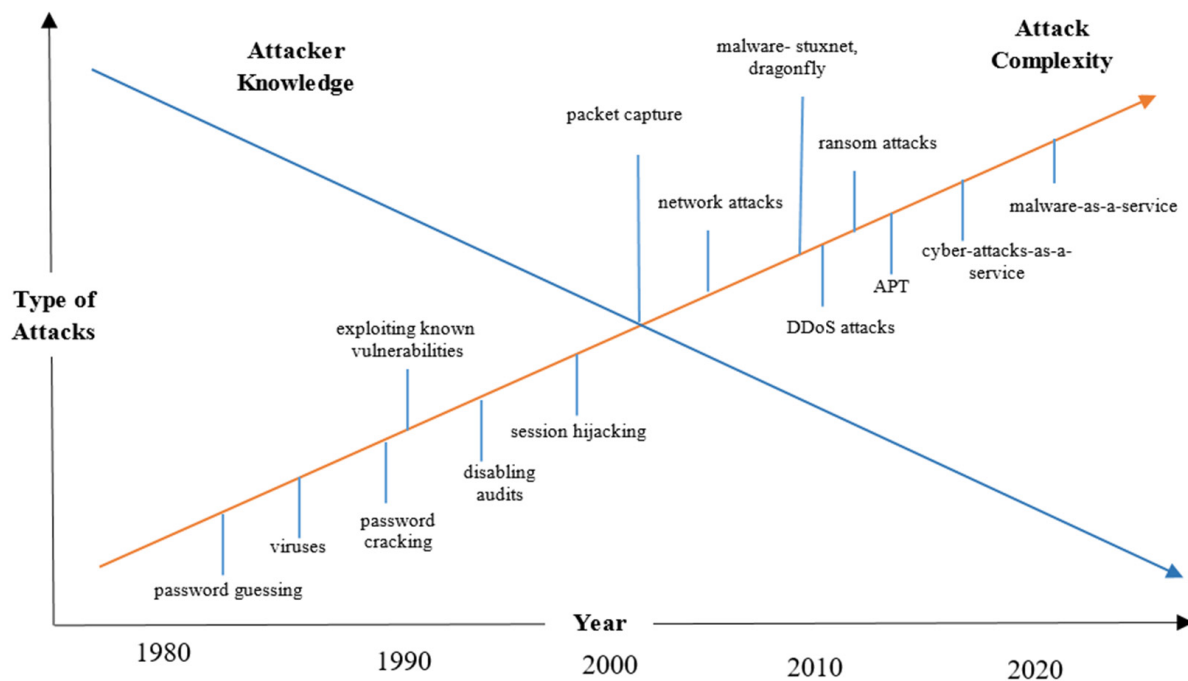 Attacker
Knowledge
malware- stuxnet,
dragonfly
Attack
Complexity
packet capture
ransom attacks
network attacks
malware-as-a-service
cyber-attacks-as-a-
service
APT
DDoS attacks
Type of
Attacks
exploiting known
vulnerabilities
session hijacking
disabling
audits
password
cracking
viruses
password guessing
Year
1980
1990
2000
2010
2020